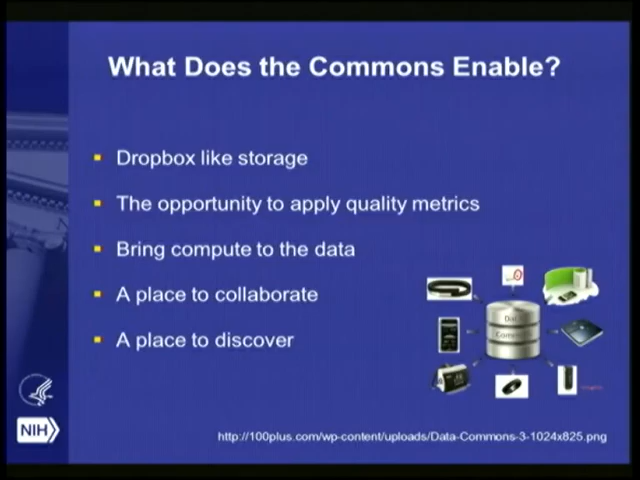 What Does the Commons Enable?
Dropbox like storage
The opportunity to apply quality metrics
Bring compute to the data
A place to collaborate
A place to discover
NIH
http://100plus.com/wp-content/uploads/Data-Commons-3-1024x825.png